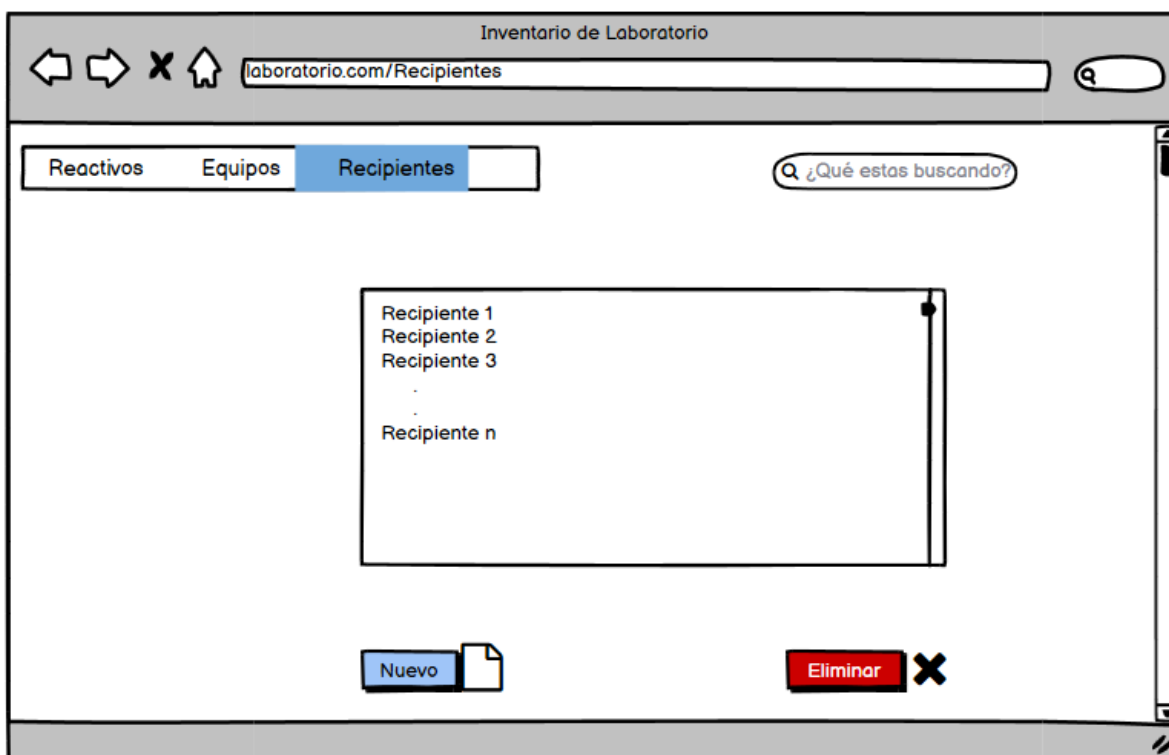 Inventario de Laboratorio
laboratorio.com/Recipientes
Reactivos Equipos Recipientes
¿Qué estas buscando?
Recipiente 1
Recipiente 2
Recipiente 3
.
.
Recipiente n
Nuevo
Eliminar